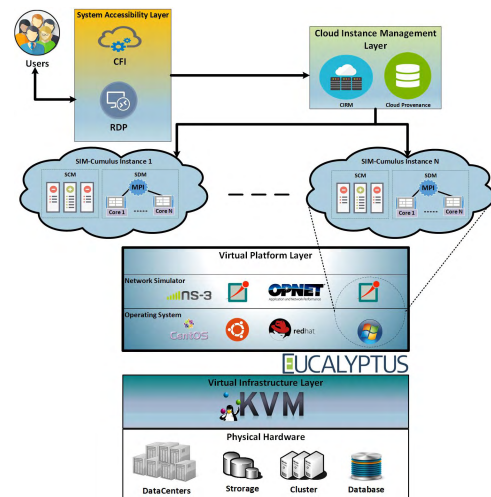 System Accessibility Layer
CFI
RDP
Users
Cloud Instance Management
Layer
CIRM
Cloud Provenance
SIM-Cumulus Instance 1
SCM
SDM
MPI
Core 1
......
Core N
SIM-Cumulus Instance N
SCM
SDM
MPI
Core 1
......
Core N
Virtual Platform Layer
Network Simulator
NS-3
OPNET
Operating System
CentOS
redhat
EUCALYPTUS
Virtual Infrastructure Layer
KVM
Physical Hardware
DataCenters
Strorage
Cluster
Database